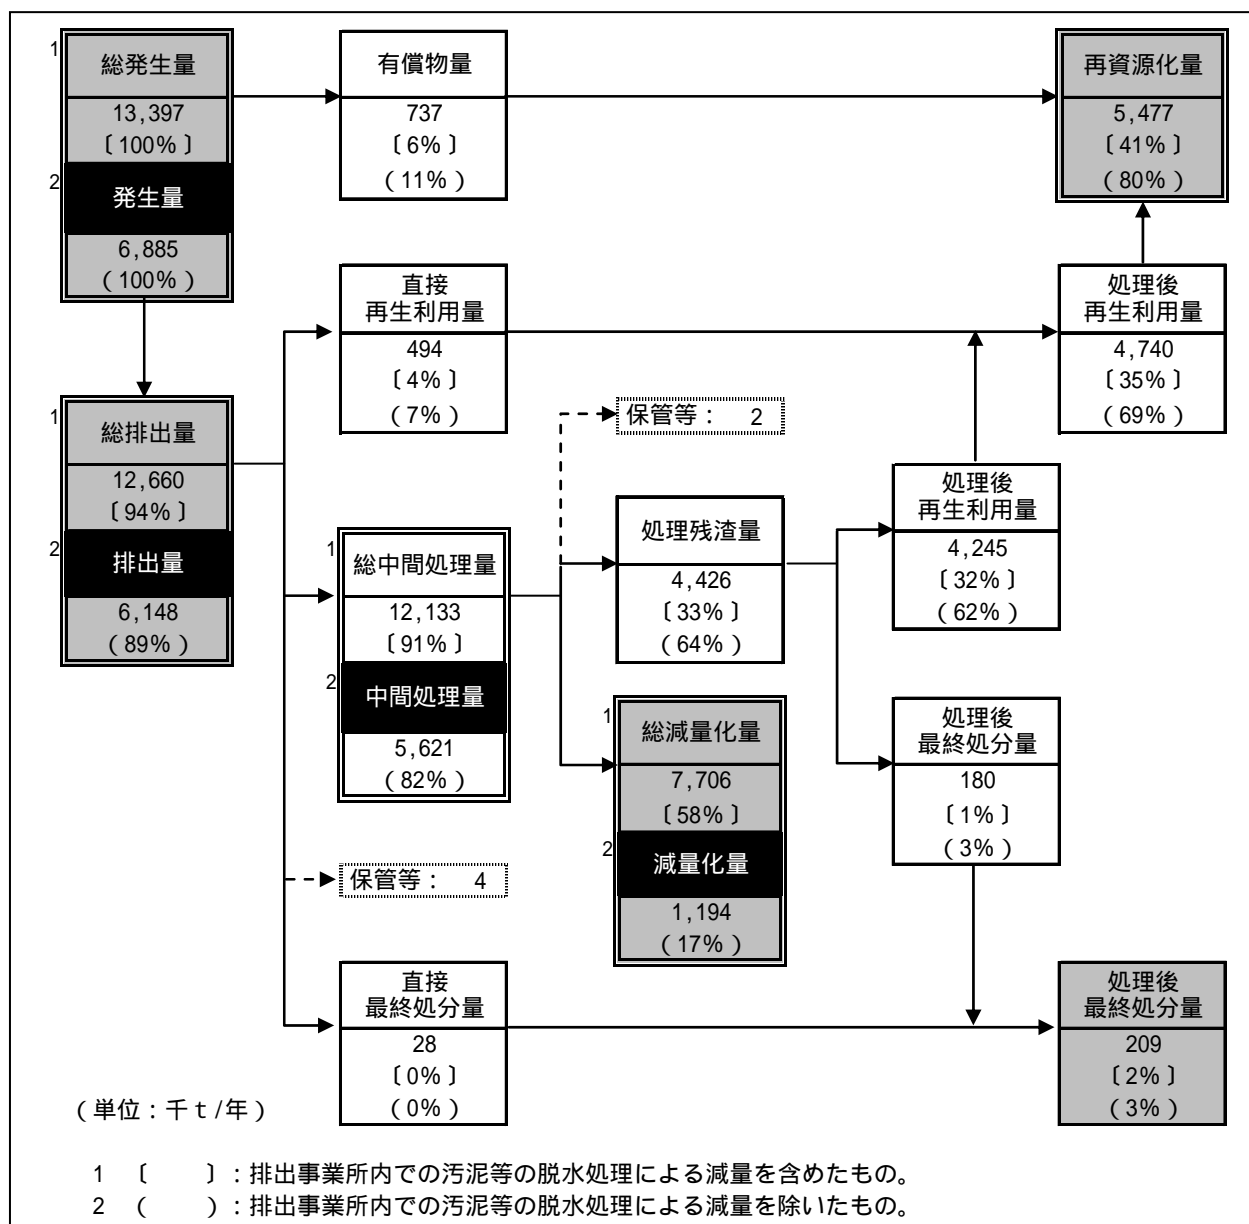 1
総発生量
13,397
〔100%〕
2
発生量
6,885
(100%)
有償物量
737
〔6%〕
(11%)
再資源化量
5,477
〔41%〕
(80%)
直接
再生利用量
494
〔4%〕
(7%)
処理後
再生利用量
4,740
〔35%〕
(69%)
1
総排出量
12,660
〔94%〕
2
排出量
6,148
(89%)
保管等： 2
1
総中間処理量
12,133
〔91%〕
2
中間処理量
5,621
(82%)
処理残渣量
4,426
〔33%〕
(64%)
処理後
再生利用量
4,245
〔32%〕
(62%)
1
総減量化量
7,706
〔58%〕
2
減量化量
1,194
(17%)
処理後
最終処分量
180
〔1%〕
(3%)
保管等： 4
直接
最終処分量
28
〔0%〕
(0%)
処理後
最終処分量
209
〔2%〕
(3%)
（単位：千ｔ/年）
1 〔 〕：排出事業所内での汚泥等の脱水処理による減量を含めたもの。
2 ( )：排出事業所内での汚泥等の脱水処理による減量を除いたもの。